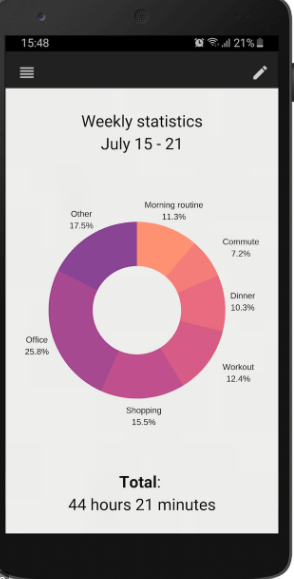 15:48
21%
Weekly statistics
July 15 - 21
Morning routine
11.3%
Commute
7.2%
Dinner
10.3%
Workout
12.4%
Shopping
15.5%
Office
25.8%
Other
17.5%
Total:
44 hours 21 minutes